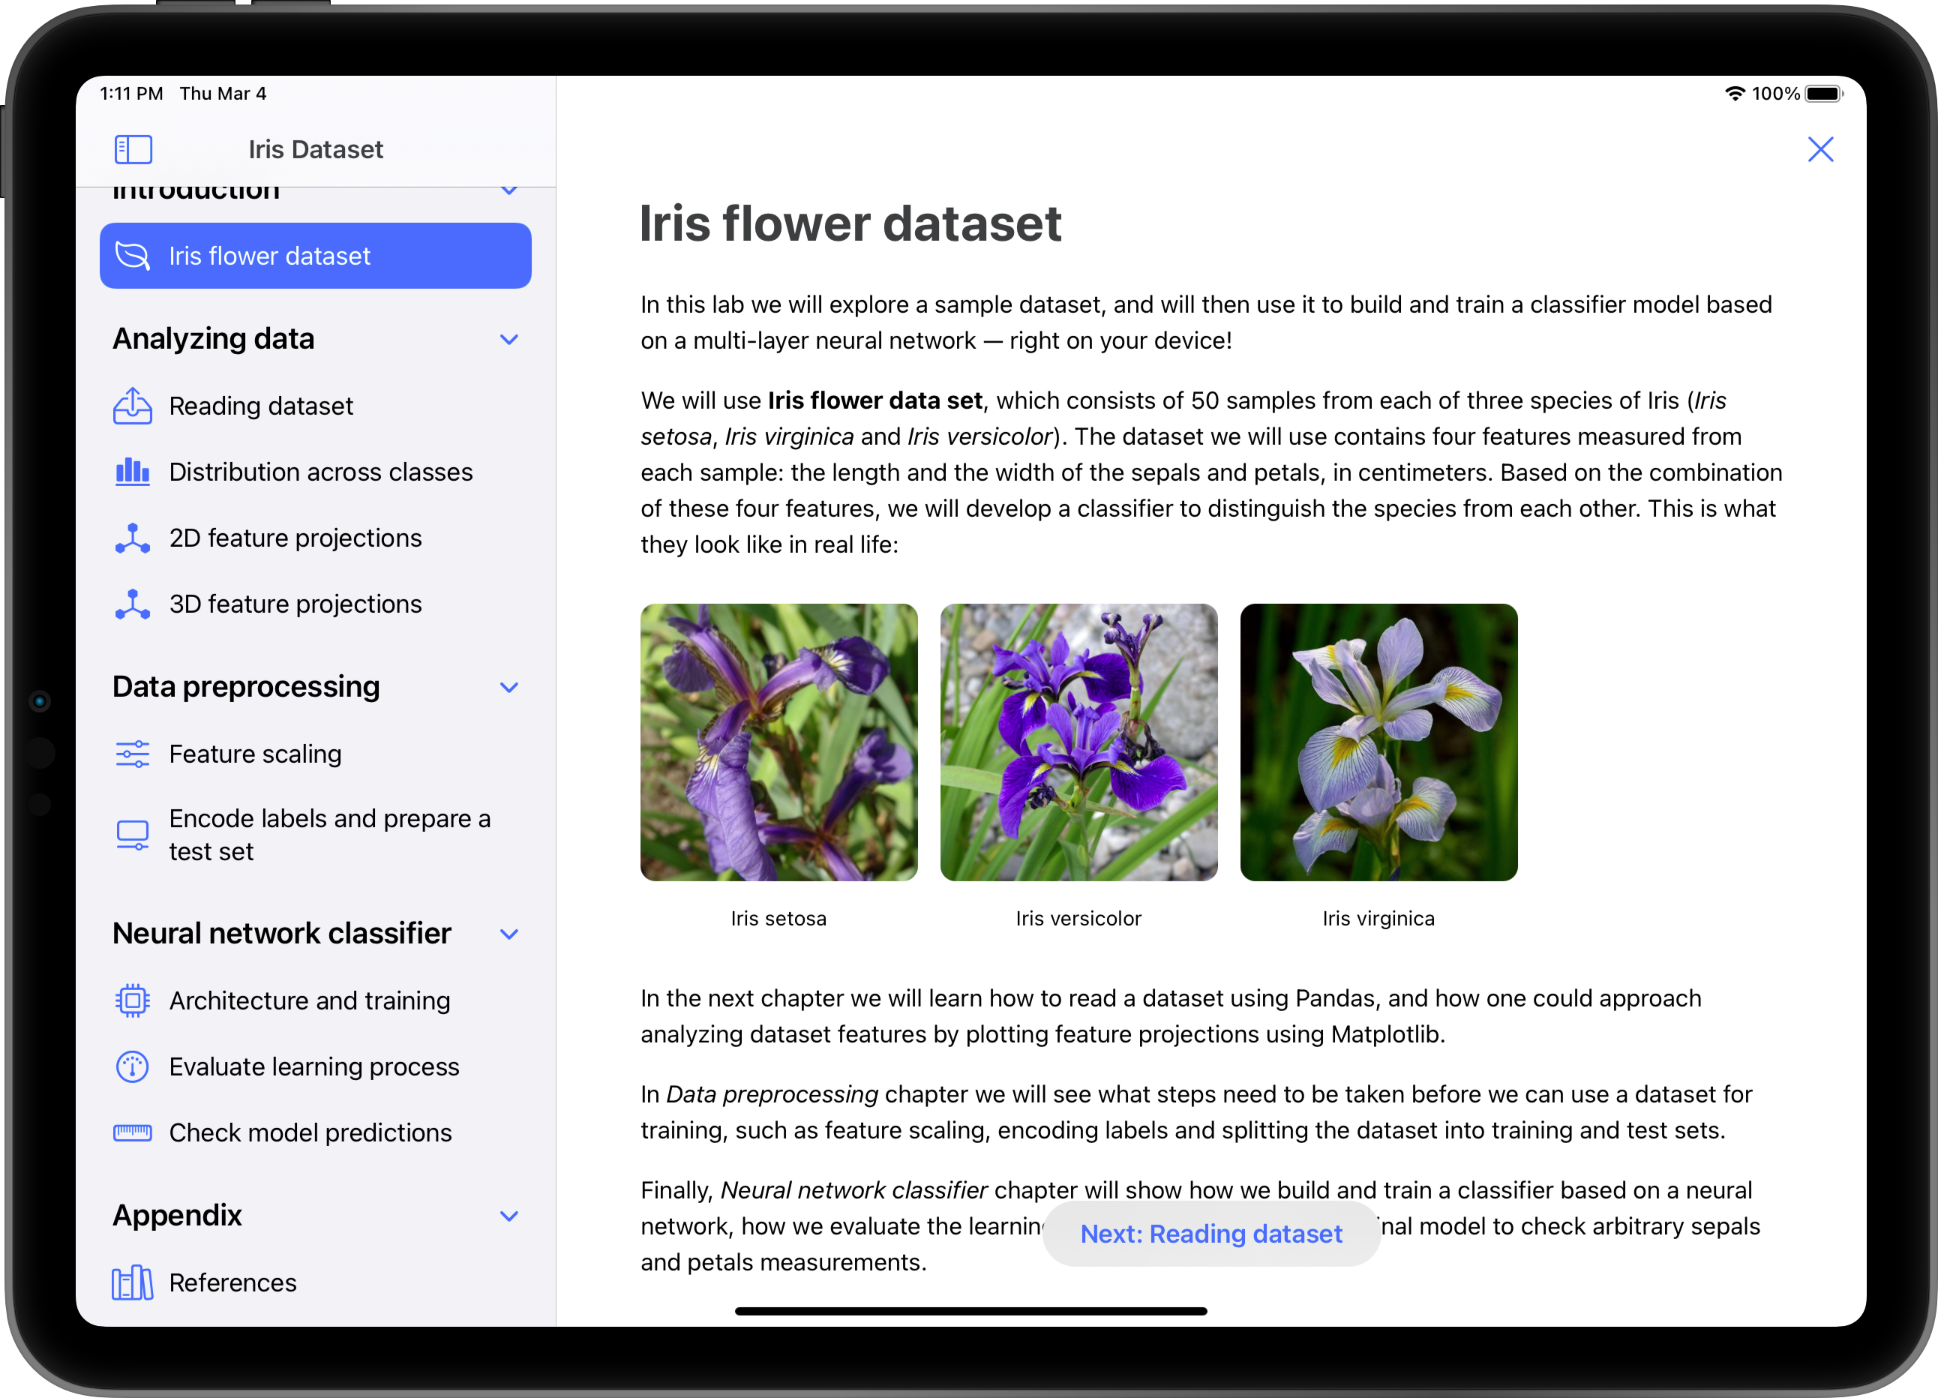 1:11 PM Thu Mar 4
100%
Iris Dataset
Introduction
Iris flower dataset
Analyzing data
Reading dataset
Distribution across classes
2D feature projections
3D feature projections
Data preprocessing
Feature scaling
Encode labels and prepare a
test set
Neural network classifier
Architecture and training
Evaluate learning process
Check model predictions
Appendix
References
Iris flower dataset
In this lab we will explore a sample dataset, and will then use it to build and train a classifier model based
on a multi-layer neural network — right on your device!
We will use Iris flower data set, which consists of 50 samples from each of three species of Iris (Iris
setosa, Iris virginica and Iris versicolor). The dataset we will use contains four features measured from
each sample: the length and the width of the sepals and petals, in centimeters. Based on the combination
of these four features, we will develop a classifier to distinguish the species from each other. This is what
they look like in real life:
Iris setosa
Iris versicolor
Iris virginica
In the next chapter we will learn how to read a dataset using Pandas, and how one could approach
analyzing dataset features by plotting feature projections using Matplotlib.
In Data preprocessing chapter we will see what steps need to be taken before we can use a dataset for
training, such as feature scaling, encoding labels and splitting the dataset into training and test sets.
Finally, Neural network classifier chapter will show how we build and train a classifier based on a neural
network, how we evaluate the model to check arbitrary sepals
and petals measurements.
Next: Reading dataset